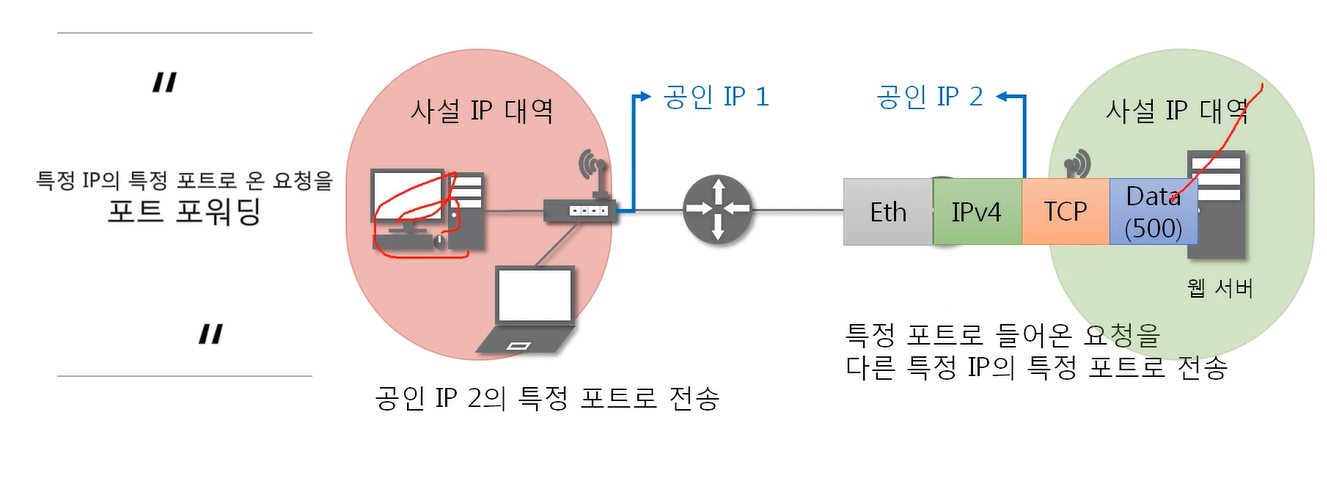 "
특정 IP의 특정 포트로 온 요청을
포트 포워딩
"
사설 IP 대역
공인 IP 1
공인 IP 2
사설 IP 대역
Eth
IPv4
TCP
Data
(500)
웹 서버
특정 포트로 들어온 요청을
다른 특정 IP의 특정 포트로 전송
공인 IP 2의 특정 포트로 전송